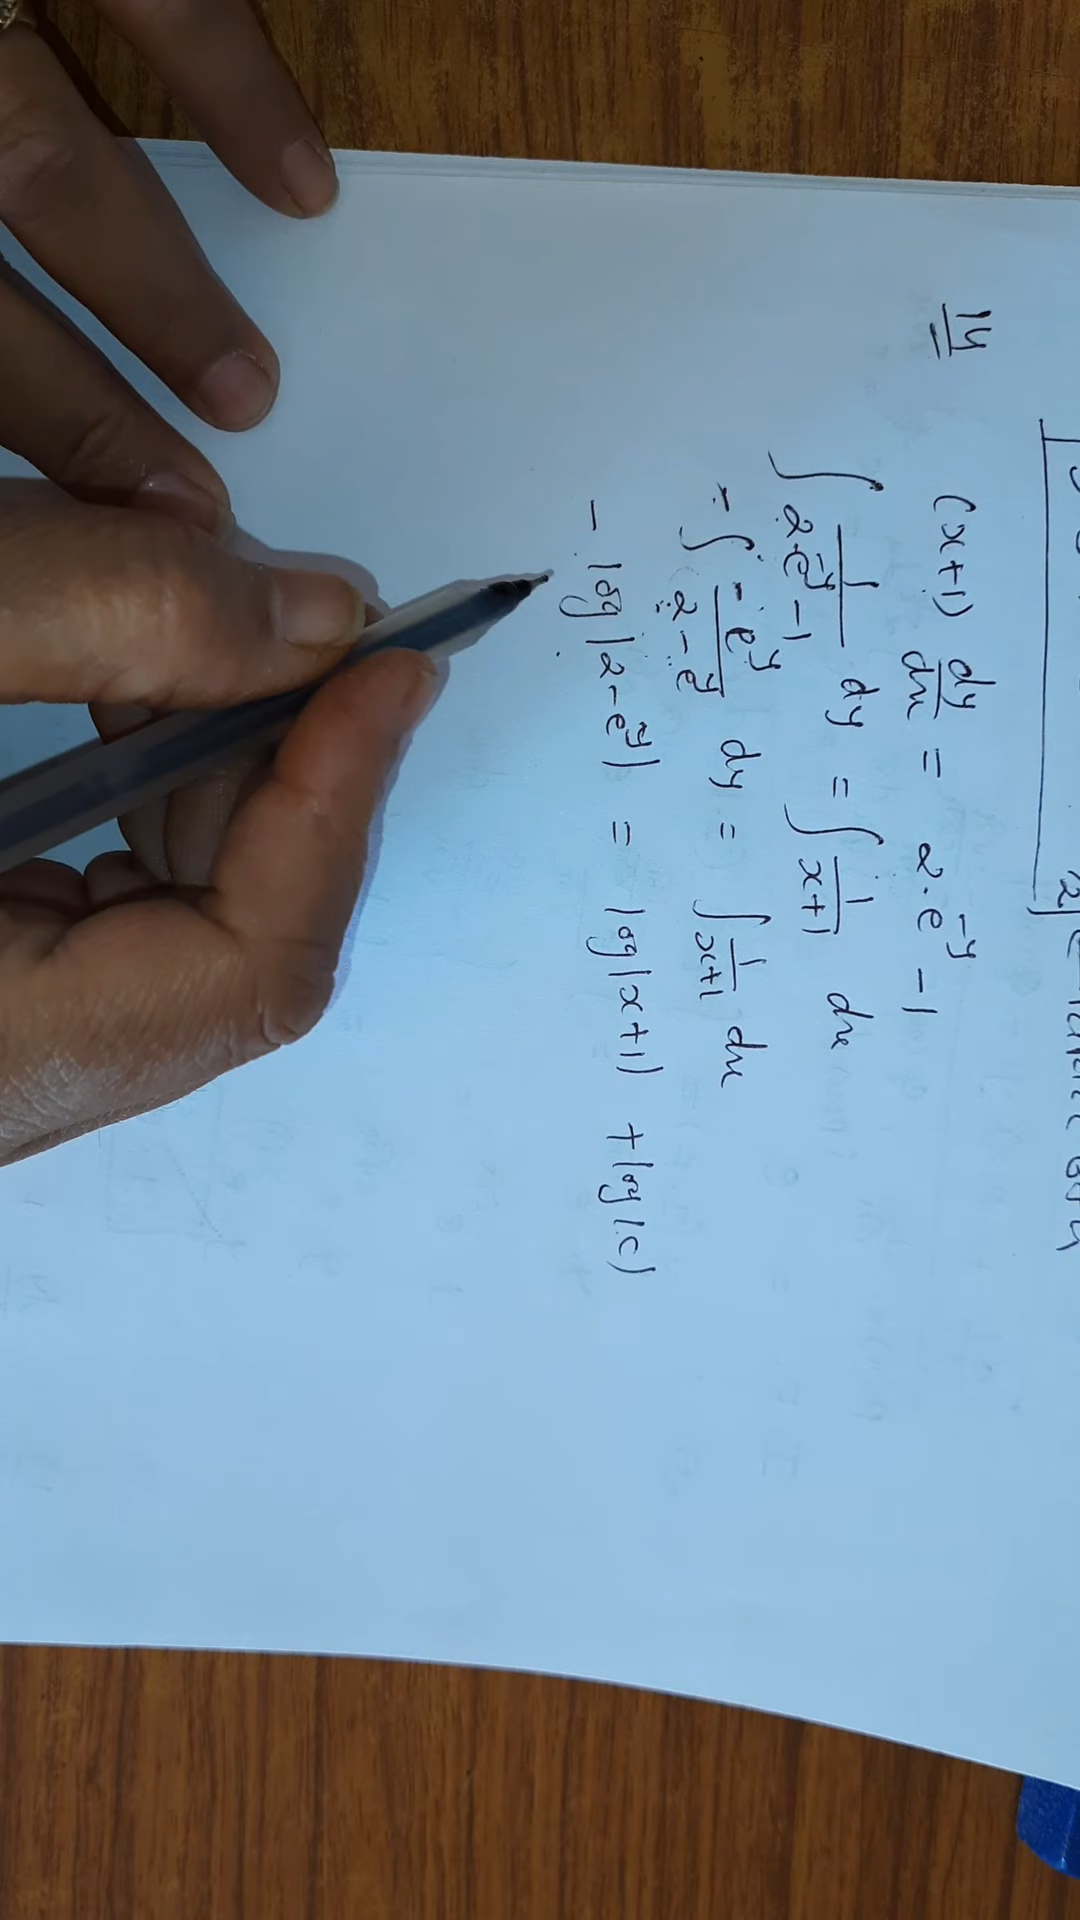 14
(x+1) dy/dx = 2.e^-y -1
∫ 1/(2.e^-y -1) dy = ∫ 1/(x+1) dx
-∫ -e^y/(2-e^y) dy = ∫ 1/(x+1) dx
- log|2-e^y| = log|x+1| + log|c|